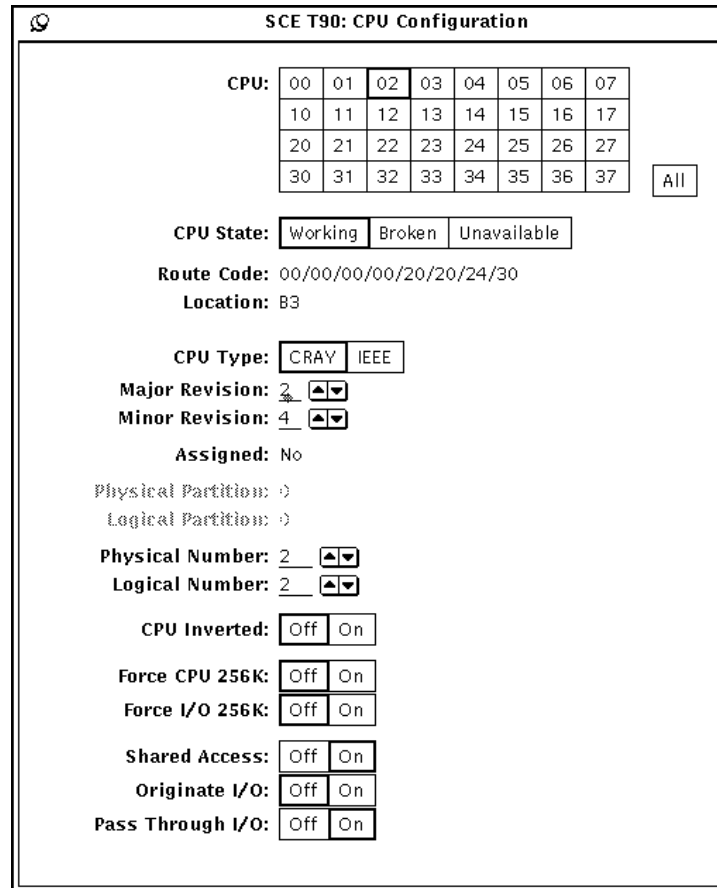 SCE T90: CPU Configuration
CPU: 00 01 02 03 04 05 06 07
10 11 12 13 14 15 16 17
20 21 22 23 24 25 26 27
30 31 32 33 34 35 36 37 All
CPU State: Working Broken Unavailable
Route Code: 00/00/00/00/20/20/24/30
Location: B3
CPU Type: CRAY IEEE
Major Revision: 2
Minor Revision: 4
Assigned: No
Physical Partition: 0
Logical Partition: 0
Physical Number: 2
Logical Number: 2
CPU Inverted: Off On
Force CPU 256K: Off On
Force I/O 256K: Off On
Shared Access: Off On
Originate I/O: Off On
Pass Through I/O: Off On